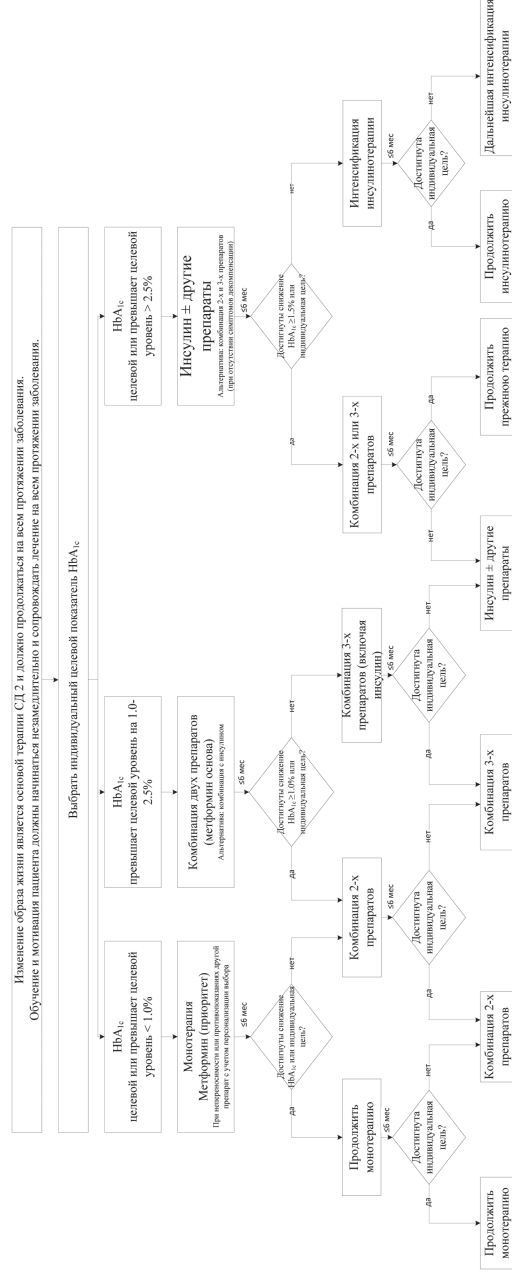 Изменение образа жизни является основой терапии СД 2 и должно продолжаться на всем протяжении заболевания.
Обучение и мотивация пациента должны начинаться незамедлительно и сопровождать лечение на всем протяжении заболевания.
Выбрать индивидуальный целевой показатель HbA1c
HbA1c
целевой или превышает целевой
уровень < 1.0%
HbA1c
превышает целевой уровень на 1.0-
2.5%
HbA1c
целевой или превышает целевой
уровень > 2.5%
Монотерапия
Метформин (приоритет)
При непереносимости или противопоказаниях другой
препарат с учетом персонализации выбора
Комбинация двух препаратов
(метформин основа)
Альтернатива: комбинация с инсулином
Инсулин ± другие
препараты
Альтернатива: комбинация 2-х и 3-х препаратов
(при отсутствии симптомов декомпенсации)
≤6 мес
≤6 мес
≤6 мес
Достигнуты снижение
HbA1c или индивидуальная
цель?
Достигнуты снижение
HbA1c ≥1.0% или
индивидуальная цель?
Достигнуты снижение
HbA1c ≥1.5% или
индивидуальная цель?
да
нет
да
нет
да
нет
Продолжить
монотерапию
Комбинация 2-х
препаратов
Комбинация 3-х
препаратов (включая
инсулин)
Комбинация 2-х или 3-х
препаратов
Интенсификация
инсулинотерапии
≤6 мес
≤6 мес
≤6 мес
≤6 мес
≤6 мес
Достигнута
индивидуальная
цель?
Достигнута
индивидуальная
цель?
Достигнута
индивидуальная
цель?
Достигнута
индивидуальная
цель?
Достигнута
индивидуальная
цель?
да
нет
да
нет
да
нет
нет
да
да
нет
Продолжить
монотерапию
Комбинация 2-х
препаратов
Комбинация 3-х
препаратов
Инсулин ± другие
препараты
Продолжить
прежнюю терапию
Продолжить
инсулинотерапию
Дальнейшая интенсификация
инсулинотерапии